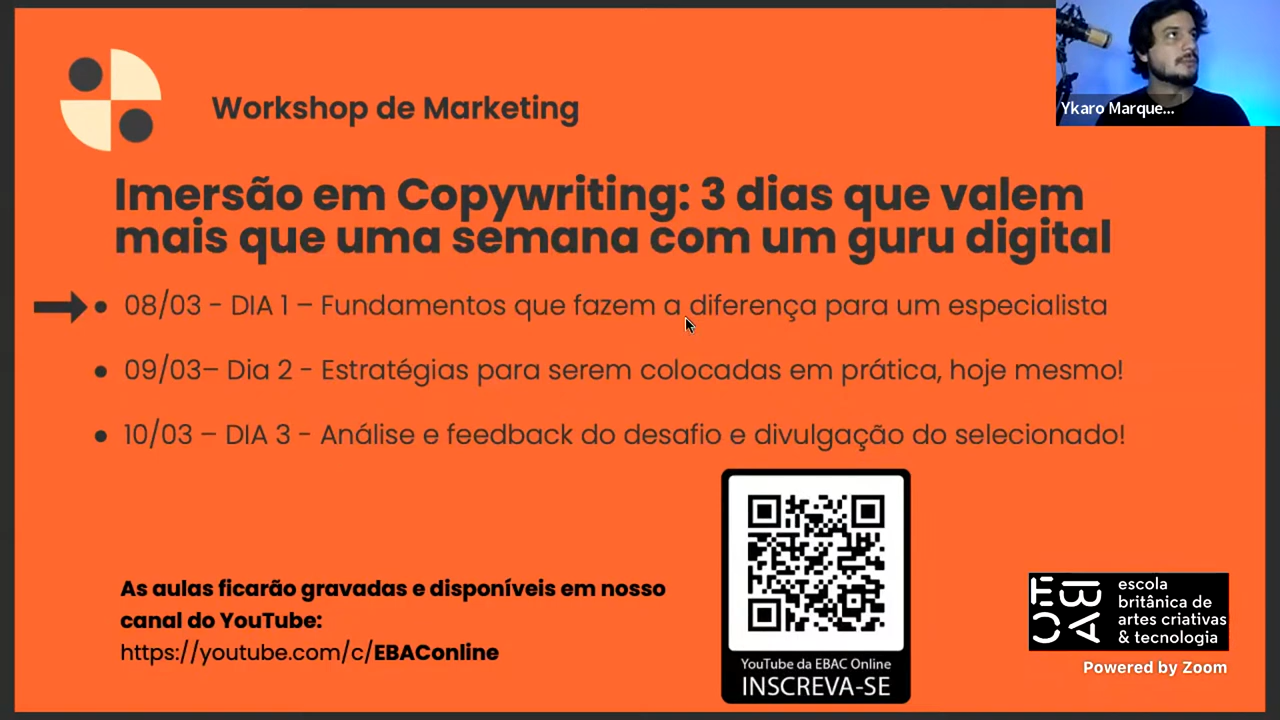 Workshop de Marketing
Ykaro Marque...
Imersão em Copywriting: 3 dias que valem
mais que uma semana com um guru digital
08/03 - DIA 1 – Fundamentos que fazem a diferença para um especialista
09/03– Dia 2 - Estratégias para serem colocadas em prática, hoje mesmo!
10/03 – DIA 3 - Análise e feedback do desafio e divulgação do selecionado!
As aulas ficarão gravadas e disponíveis em nosso
canal do YouTube:
https://youtube.com/c/EBAConline
YouTube da EBAC Online
INSCREVA-SE
EBAC
escola
britânica de
artes criativas
& tecnologia
Powered by Zoom